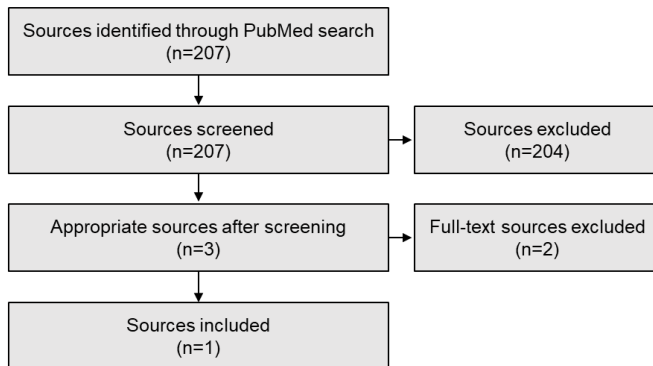 Sources identified through PubMed search
(n=207)
Sources screened
(n=207)
Sources excluded
(n=204)
Appropriate sources after screening
(n=3)
Full-text sources excluded
(n=2)
Sources included
(n=1)